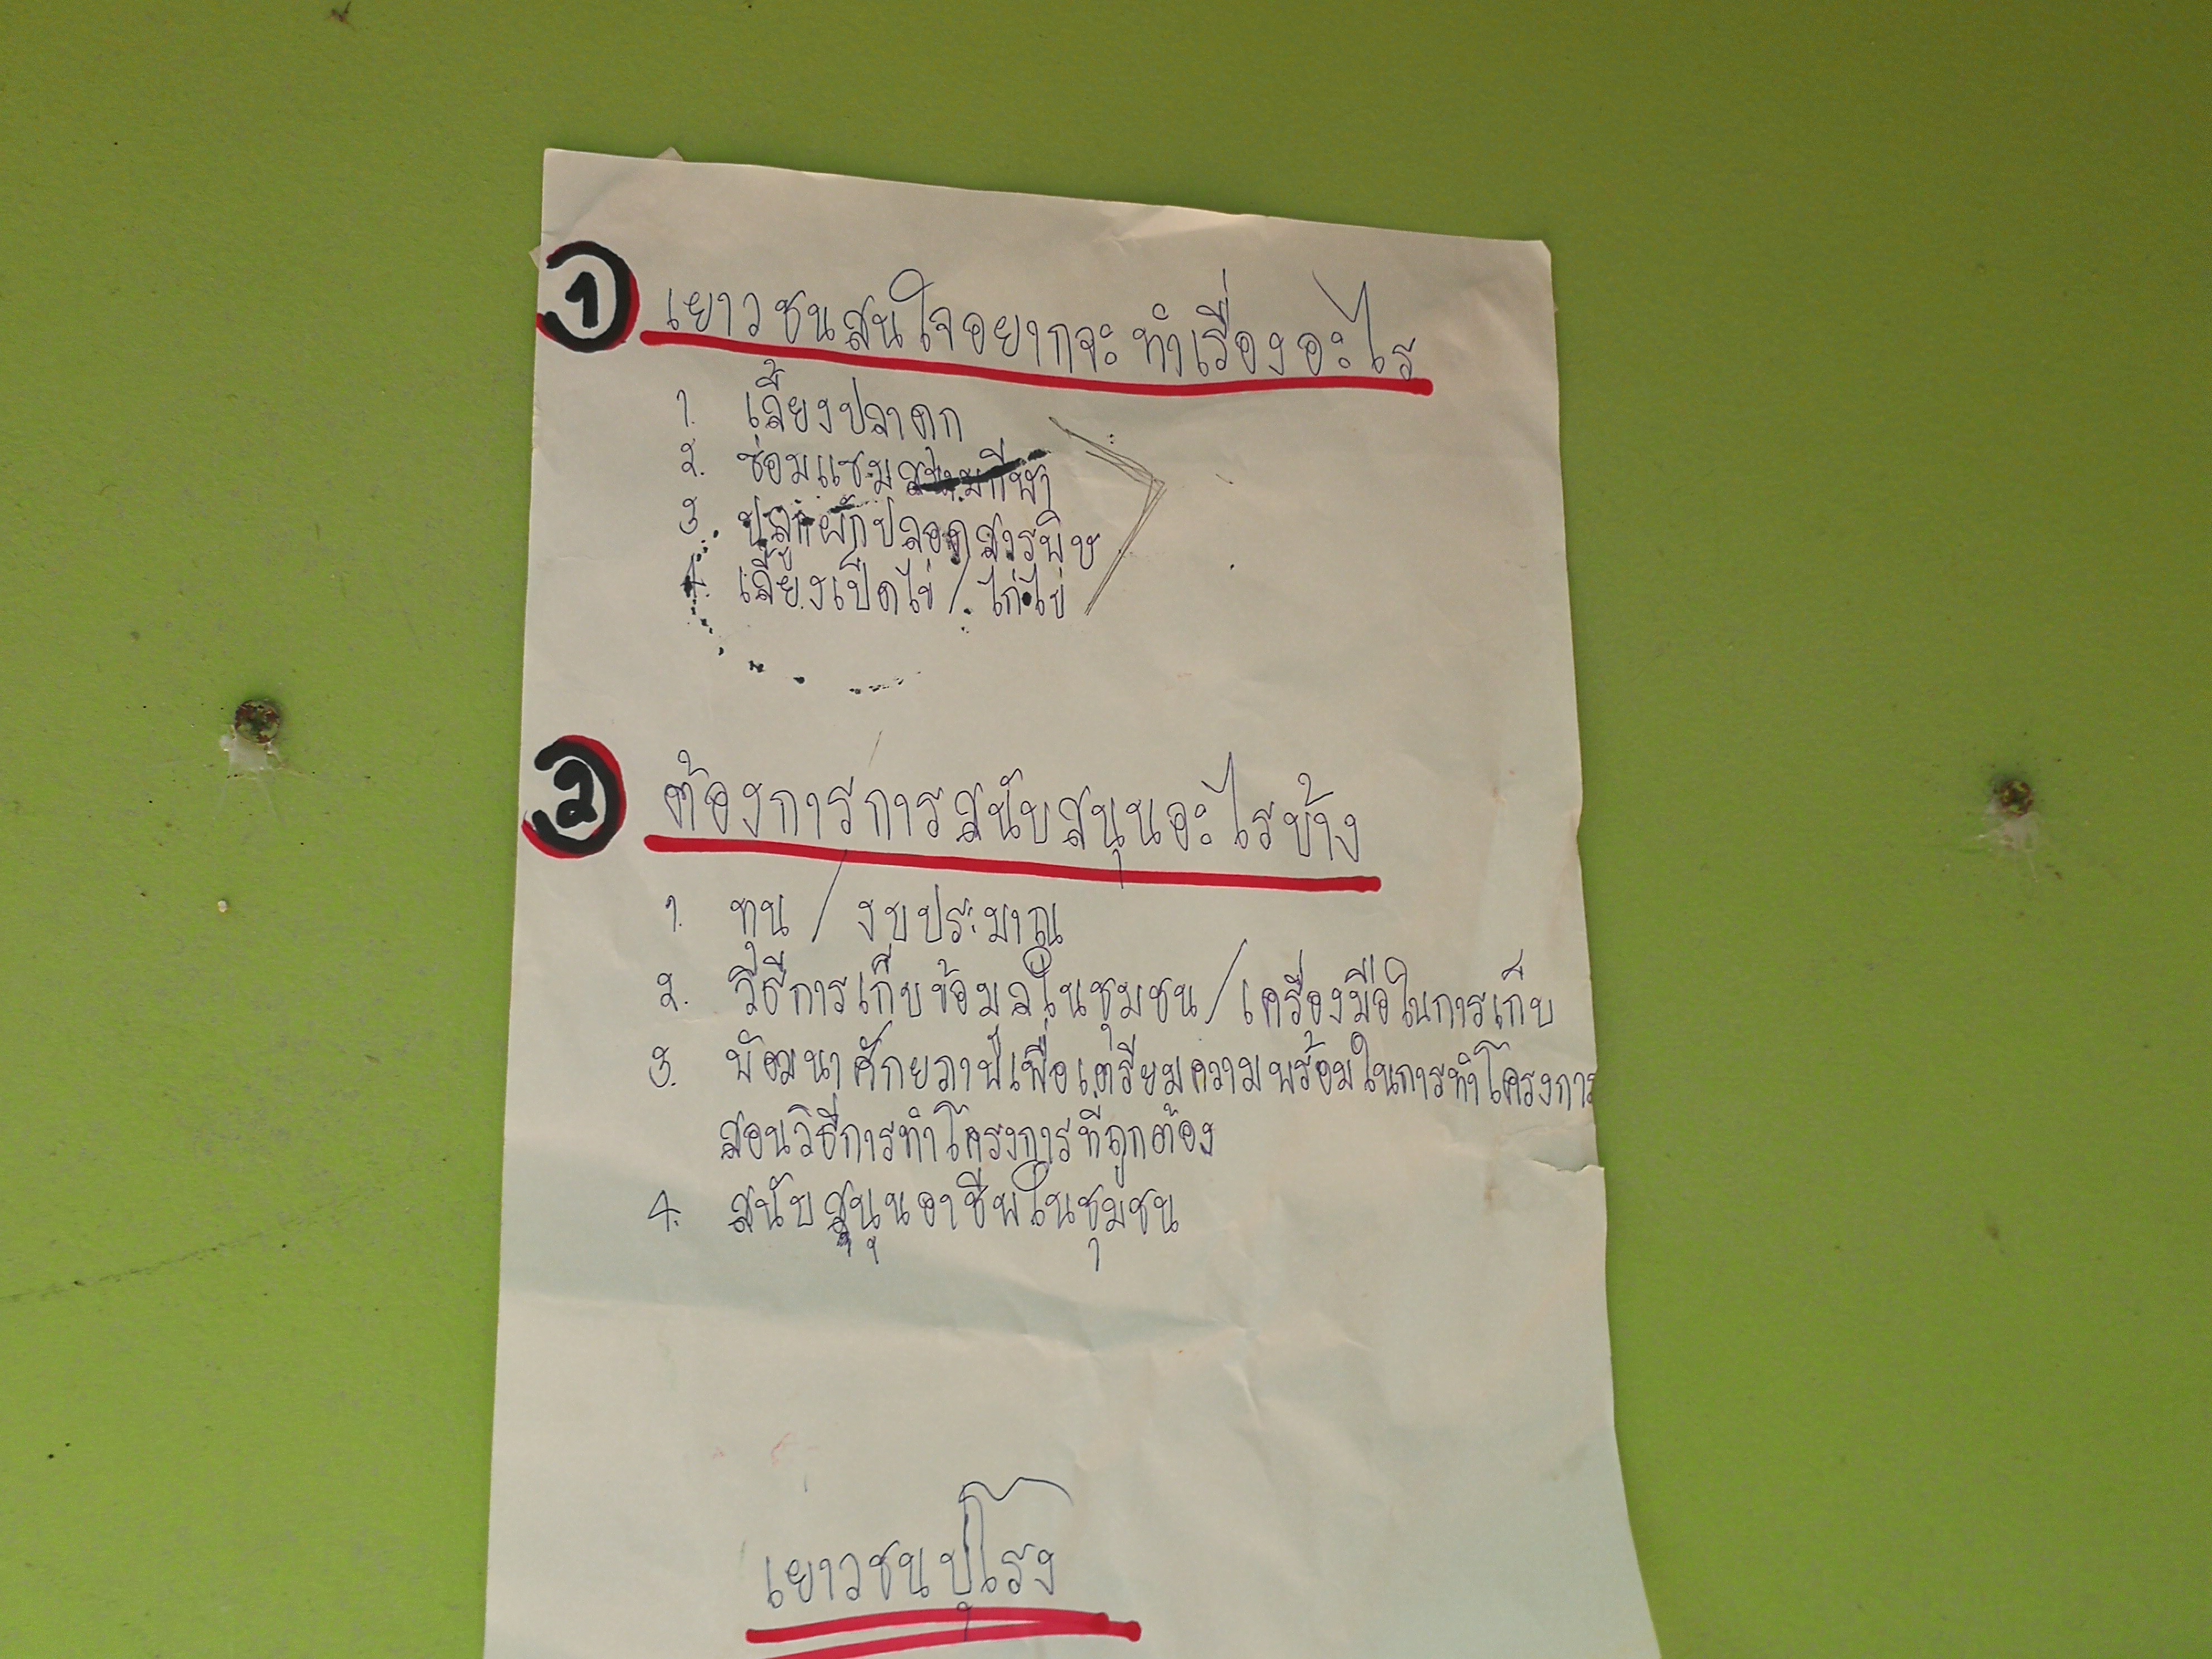 1 เยาวชนสนใจอยากจะทำเรื่องอะไร
1. เลี้ยงปลาดุก
2. ซ่อมแซมสนามกีฬา
3. ปลูกผักปลอดสารพิษ
4. เลี้ยงเป็ดไข่ / ไก่ไข่
2 ต้องการการสนับสนุนอะไรบ้าง
1. ทุน / งบประมาณ
2. วิธีการเก็บข้อมูลในชุมชน / เครื่องมือในการเก็บ
3. พัฒนาศักยภาพเพื่อเตรียมความพร้อมในการทำโครงการ
สอนวิธีการทำโครงการที่ถูกต้อง
4. สนับสนุนอาชีพในชุมชน
เยาวชนปูโรง